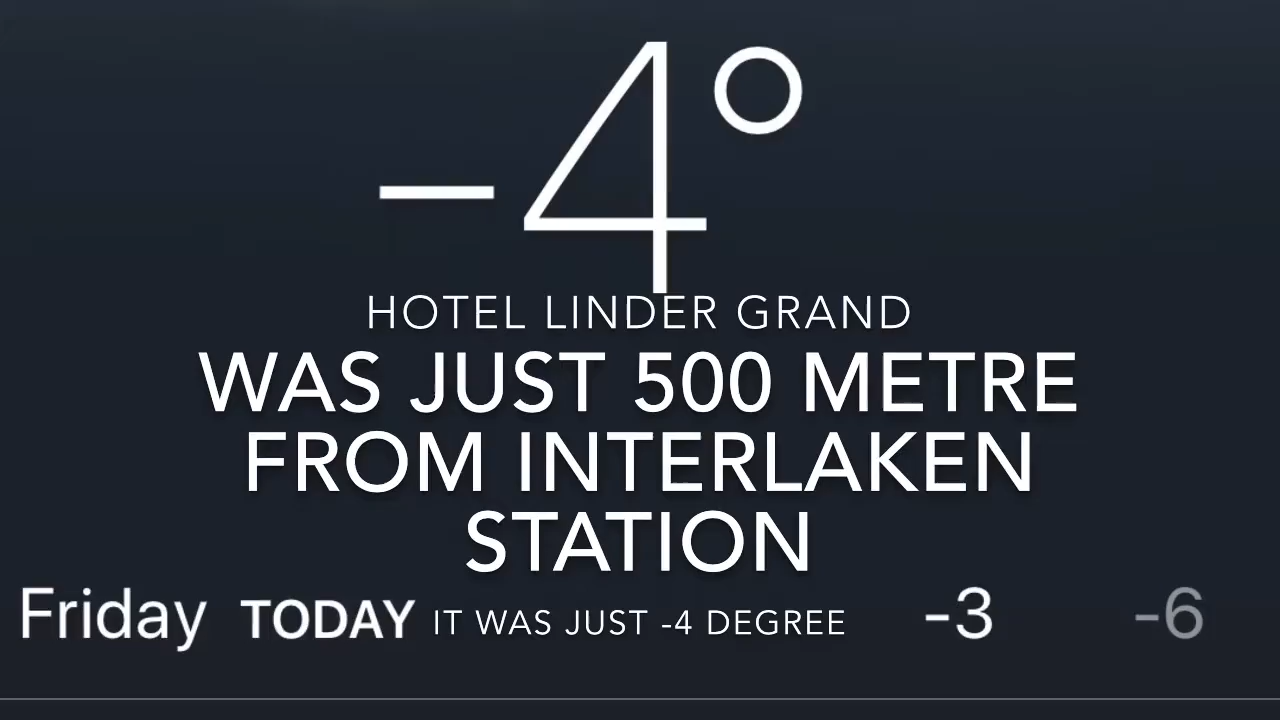 -4°
HOTEL LINDER GRAND
WAS JUST 500 METRE
FROM INTERLAKEN
STATION
Friday TODAY IT WAS JUST -4 DEGREE -3 -6